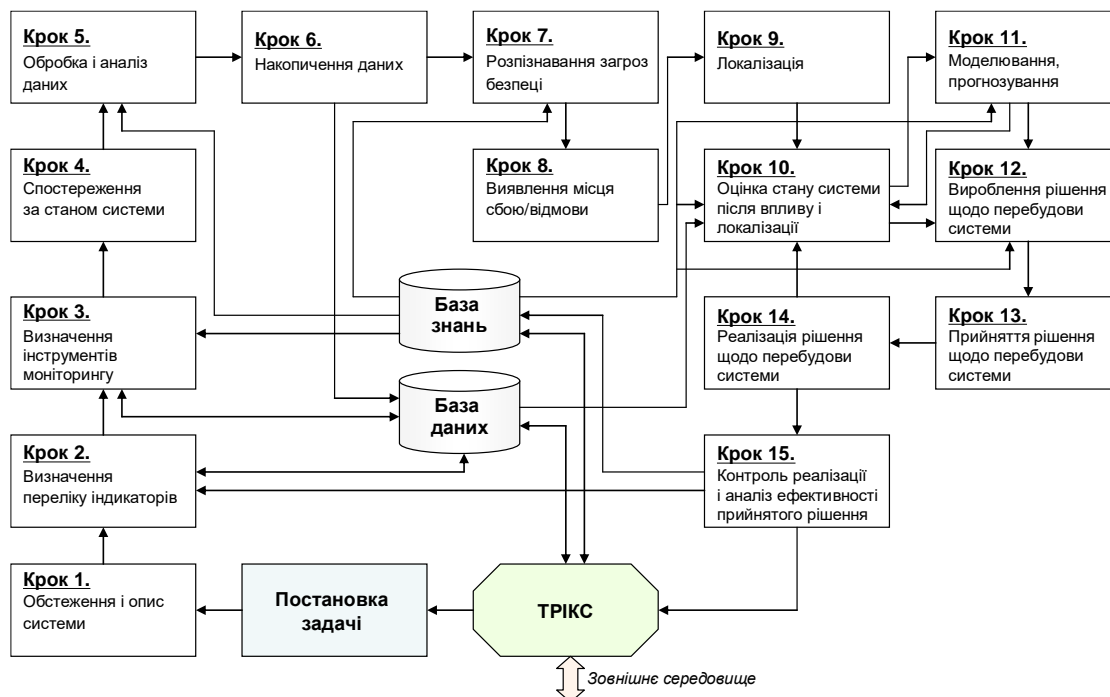 Крок 5.
Обробка і аналіз
даних
Крок 6.
Накопичення даних
Крок 7.
Розпізнавання загроз
безпеці
Крок 9.
Локалізація
Крок 11.
Моделювання,
прогнозування
Крок 4.
Спостереження
за станом системи
Крок 8.
Виявлення місця
сбою/відмови
Крок 10.
Оцінка стану системи
після впливу і
локалізації
Крок 12.
Вироблення рішення
щодо перебудови
системи
Крок 3.
Визначення
інструментів
моніторингу
База
знань
Крок 14.
Реалізація рішення
щодо перебудови
системи
Крок 13.
Прийняття рішення
щодо перебудови
системи
База
даних
Крок 2.
Визначення
переліку індикаторів
Крок 15.
Контроль реалізації
і аналіз ефективності
прийнятого рішення
Крок 1.
Обстеження і опис
системи
Постановка
задачі
ТРІКС
Зовнішнє середовище